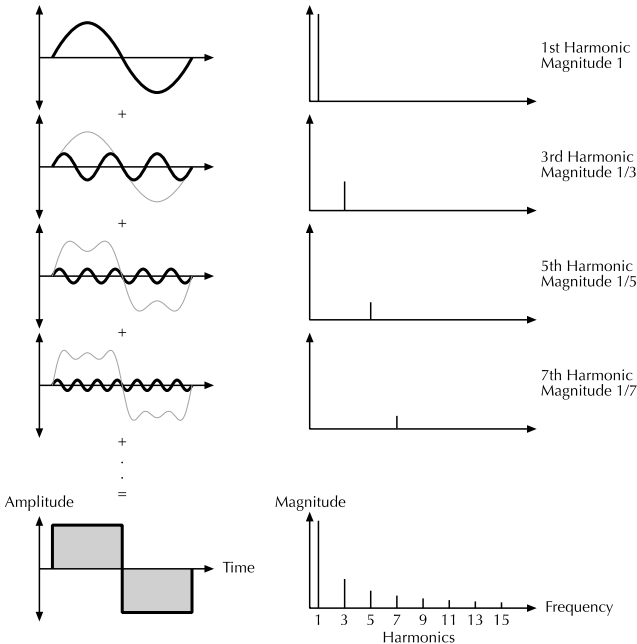 1st Harmonic
Magnitude 1
+
3rd Harmonic
Magnitude 1/3
+
5th Harmonic
Magnitude 1/5
+
7th Harmonic
Magnitude 1/7
+
.
.
=
Amplitude
Time
Magnitude
Frequency
1 3 5 7 9 11 13 15
Harmonics